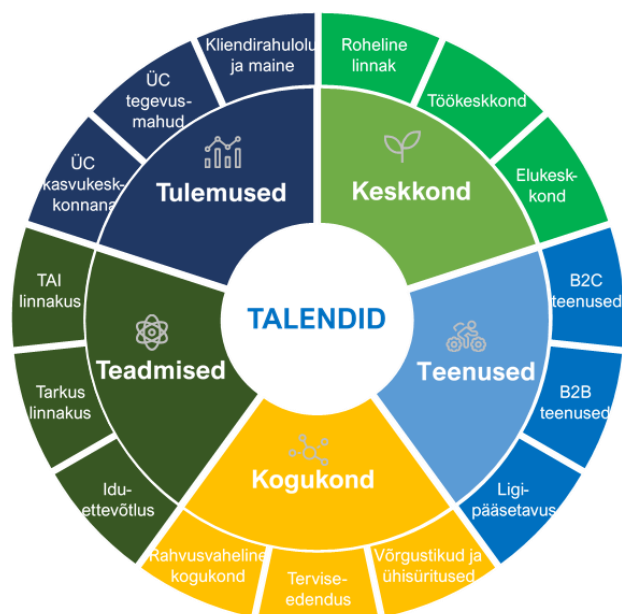 Kliendirahulolu
ja maine
Roheline
linnak
ÜC
tegevus-
mahud
Töökeskkond
ÜC
kasvukesk-
konnana
Elukesk-
kond
Tulemused
Keskkond
TAI
linnakus
B2C
teenused
TALENDID
Teadmised
Teenused
Tarkus
linnakus
B2B
teenused
Kogukond
Idu-
ettevõtlus
Ligi-
pääsetavus
Rahvusvaheline
kogukond
Tervise-
edendus
Võrgustikud ja
ühisüritused